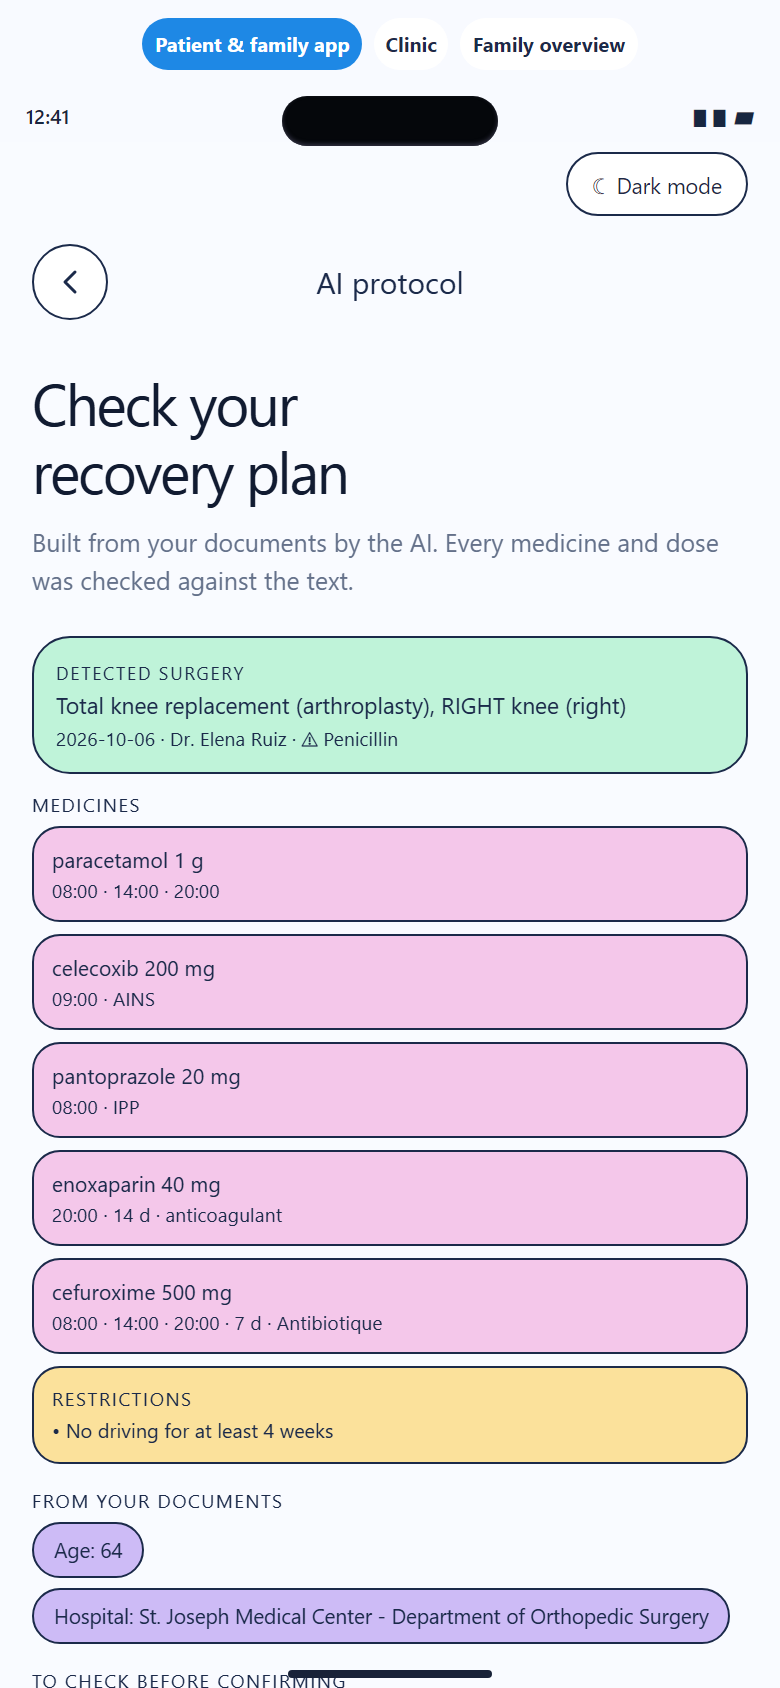 Patient & family app Clinic Family overview
12:41
☾ Dark mode
AI protocol
Check your
recovery plan
Built from your documents by the AI. Every medicine and dose
was checked against the text.
DETECTED SURGERY
Total knee replacement (arthroplasty), RIGHT knee (right)
2026-10-06 · Dr. Elena Ruiz · ⚠ Penicillin
MEDICINES
paracetamol 1 g
08:00 · 14:00 · 20:00
celecoxib 200 mg
09:00 · AINS
pantoprazole 20 mg
08:00 · IPP
enoxaparin 40 mg
20:00 · 14 d · anticoagulant
cefuroxime 500 mg
08:00 · 14:00 · 20:00 · 7 d · Antibiotique
RESTRICTIONS
• No driving for at least 4 weeks
FROM YOUR DOCUMENTS
Age: 64
Hospital: St. Joseph Medical Center - Department of Orthopedic Surgery
TO CHECK BEFORE CONFIRMING